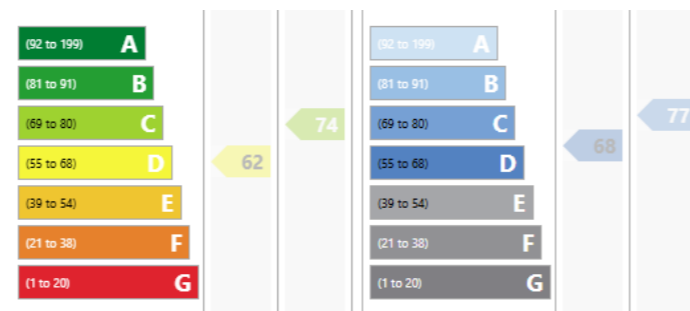 (92 to 199) A
(81 to 91) B
(69 to 80) C
74
(55 to 68) D
62
(39 to 54) E
(21 to 38) F
(1 to 20) G
(92 to 199) A
(81 to 91) B
77
(69 to 80) C
68
(55 to 68) D
(39 to 54) E
(21 to 38) F
(1 to 20) G